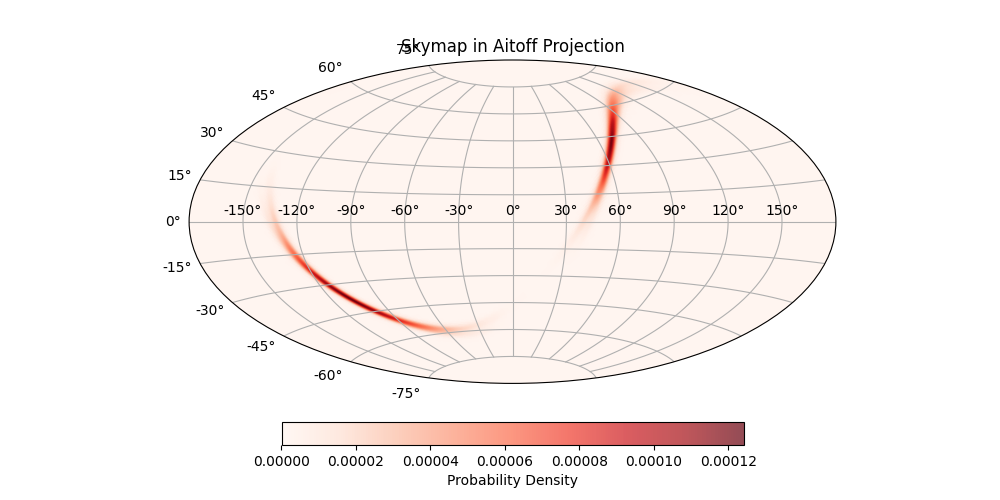 Skymap in Aitoff Projection
75°
60°
45°
30°
15°
0°
-150° -120° -90° -60° -30° 0° 30° 60° 90° 120° 150°
-15°
-30°
-45°
-60°
-75°
0.00000 0.00002 0.00004 0.00006 0.00008 0.00010 0.00012
Probability Density